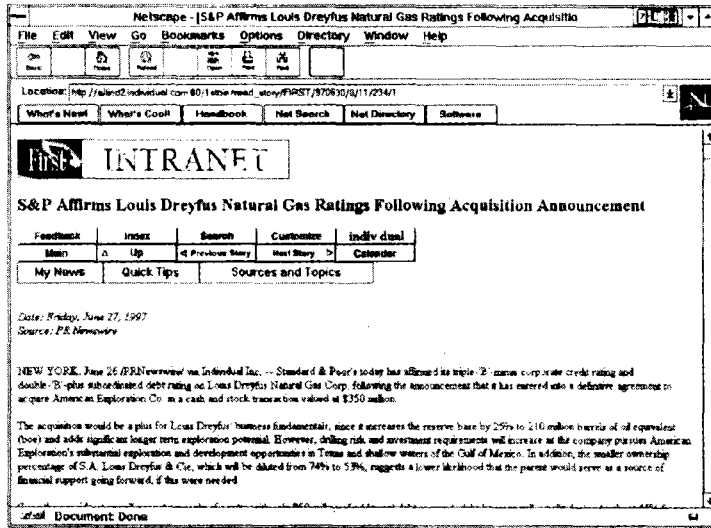 Netscape - [S&P Affirms Louis Dreyfus Natural Gas Ratings Following Acquisitio
File Edit View Go Bookmarks Options Directory Window Help
Location:
What's New! What's Cool! Handbook Net Search Net Directory Software
First INTRANET
S&P Affirms Louis Dreyfus Natural Gas Ratings Following Acquisition Announcement
Feedback Index Search Customize individual
Main Up Previous Story Next Story Calendar
My News Quick Tips Sources and Topics
Date: Friday, June 27, 1997
Source: PR Newswire
NEW YORK, June 26 /PRNewswire/ via Individual Inc. -- Standard & Poor's today has affirmed its triple-'B'-minus corporate credit rating and
double-'B'-plus subordinated debt rating on Louis Dreyfus Natural Gas Corp. following the announcement that it has entered into a definitive agreement to
acquire American Exploration Co. in a cash and stock transaction valued at $350 million.
The acquisition would be a plus for Louis Dreyfus' business fundamentals, since it increases the reserve base by 25% to 210 million barrels of oil equivalent
(boe) and adds significant longer term exploration potential. However, drilling risk and investment requirements will increase as the company pursues American
Exploration's substantial exploration and development opportunities in Texas and shallow waters of the Gulf of Mexico. In addition, the smaller ownership
percentage of S.A. Louis Dreyfus & Cie, which will be diluted from 74% to 53%, suggests a lower likelihood that the parent would serve as a source of
financial support going forward, if this were needed.
Document Done